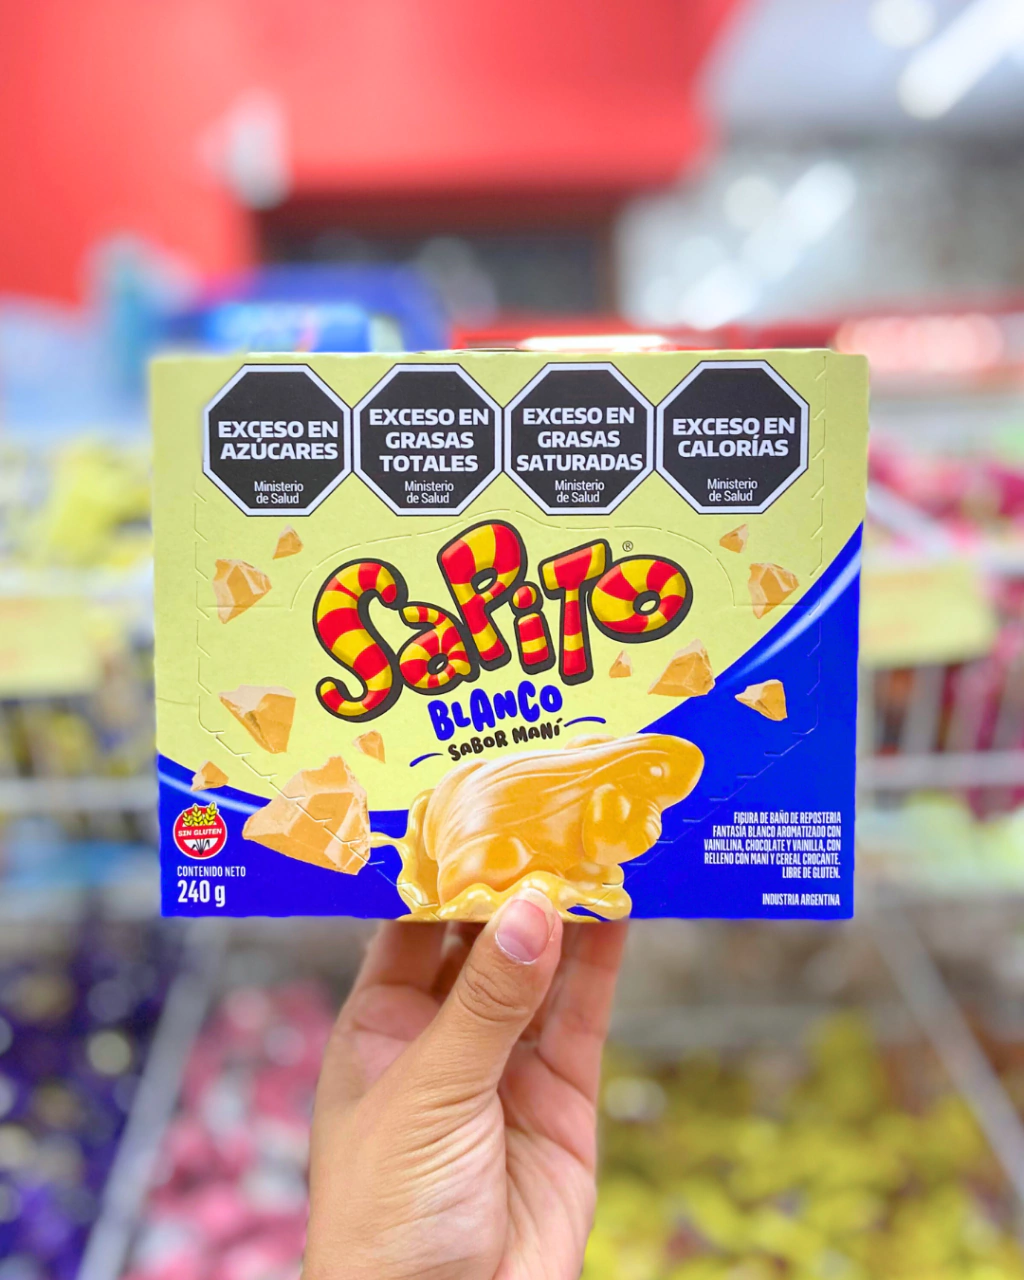 EXCESO EN
AZÚCARES
Ministerio
de Salud
EXCESO EN
GRASAS
TOTALES
Ministerio
de Salud
EXCESO EN
GRASAS
SATURADAS
Ministerio
de Salud
EXCESO EN
CALORÍAS
Ministerio
de Salud
SAPITO®
BLANCO
SABOR MANÍ
SIN GLUTEN
CONTENIDO NETO
240 g
FIGURA DE BAÑO DE REPOSTERIA
FANTASÍA BLANCO AROMATIZADO CON
VAINILLINA, CHOCOLATE Y VAINILLA, CON
RELLENO CON MANÍ Y CEREAL CROCANTE.
LIBRE DE GLUTEN.
INDUSTRIA ARGENTINA